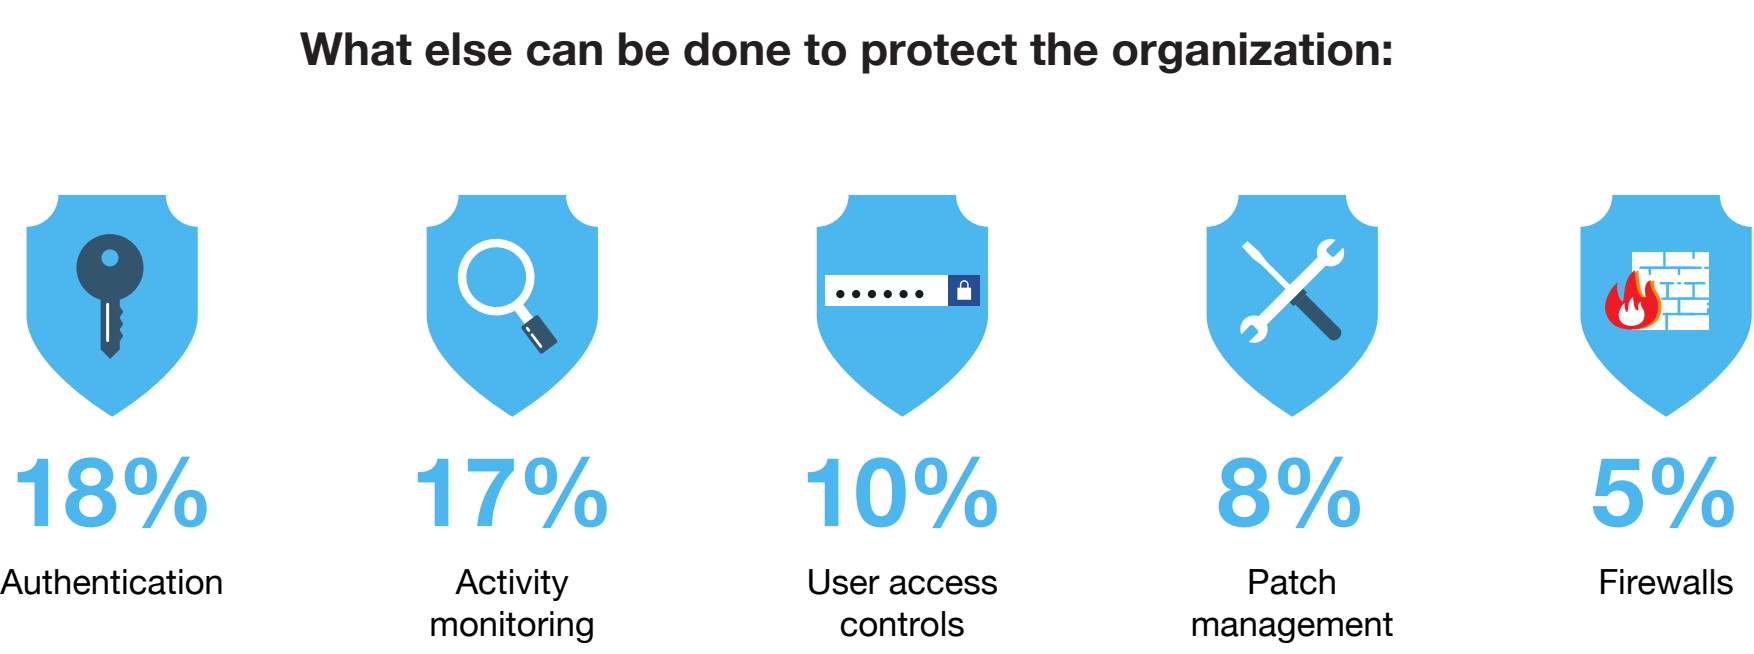 What else can be done to protect the organization:
18%
17%
10%
8%
5%
Authentication
Activity
monitoring
User access
controls
Patch
management
Firewalls